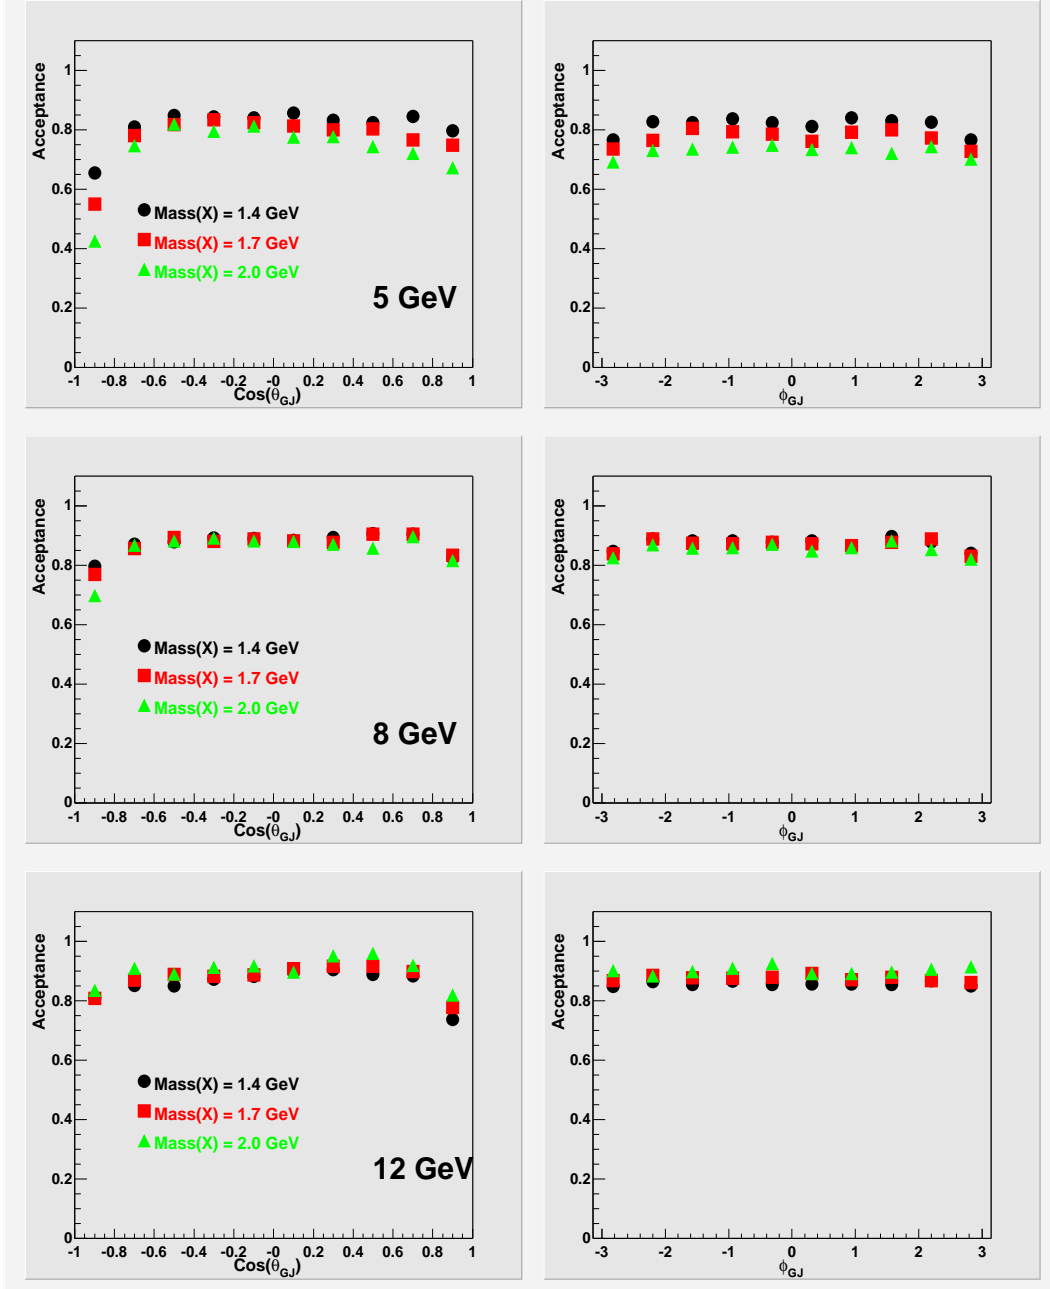 Acceptance
1
0.8
0.6
0.4
0.2
0
Mass(X) = 1.4 GeV
Mass(X) = 1.7 GeV
Mass(X) = 2.0 GeV
5 GeV
-1 -0.8 -0.6 -0.4 -0.2 -0 0.2 0.4 0.6 0.8 1
Cos(θGJ)
Acceptance
1
0.8
0.6
0.4
0.2
0
-3 -2 -1 0 1 2 3
ϕGJ
Acceptance
1
0.8
0.6
0.4
0.2
0
Mass(X) = 1.4 GeV
Mass(X) = 1.7 GeV
Mass(X) = 2.0 GeV
8 GeV
-1 -0.8 -0.6 -0.4 -0.2 -0 0.2 0.4 0.6 0.8 1
Cos(θGJ)
Acceptance
1
0.8
0.6
0.4
0.2
0
-3 -2 -1 0 1 2 3
ϕGJ
Acceptance
1
0.8
0.6
0.4
0.2
0
Mass(X) = 1.4 GeV
Mass(X) = 1.7 GeV
Mass(X) = 2.0 GeV
12 GeV
-1 -0.8 -0.6 -0.4 -0.2 -0 0.2 0.4 0.6 0.8 1
Cos(θGJ)
Acceptance
1
0.8
0.6
0.4
0.2
0
-3 -2 -1 0 1 2 3
ϕGJ